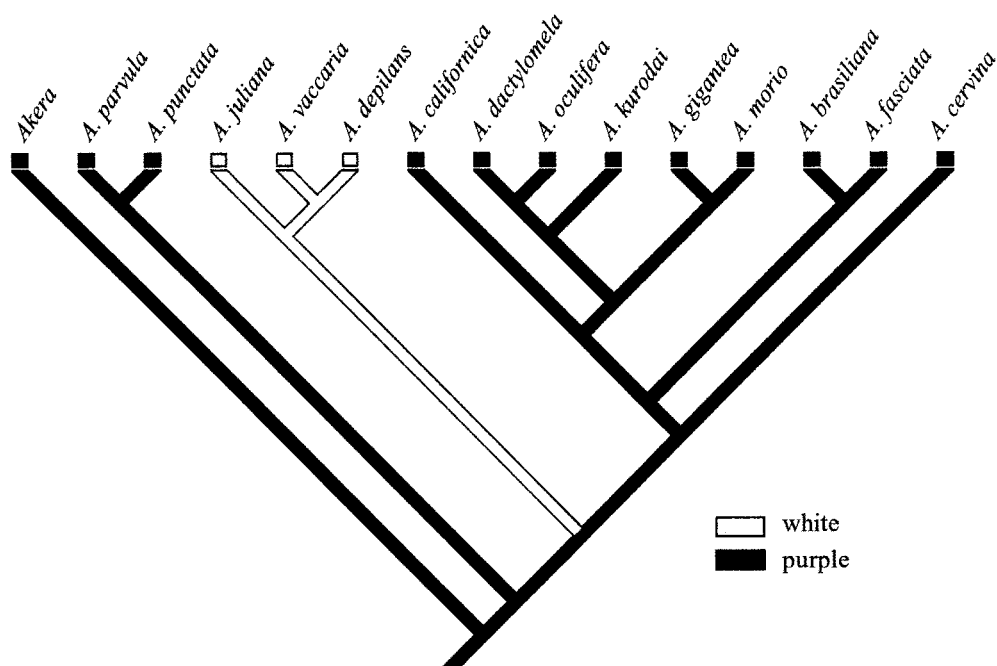 Akera
A. parvula
A. punctata
A. juliana
A. vaccaria
A. depilans
A. californica
A. dactylomela
A. oculifera
A. kurodai
A. gigantea
A. morio
A. brasiliana
A. fasciata
A. cervina
white
purple